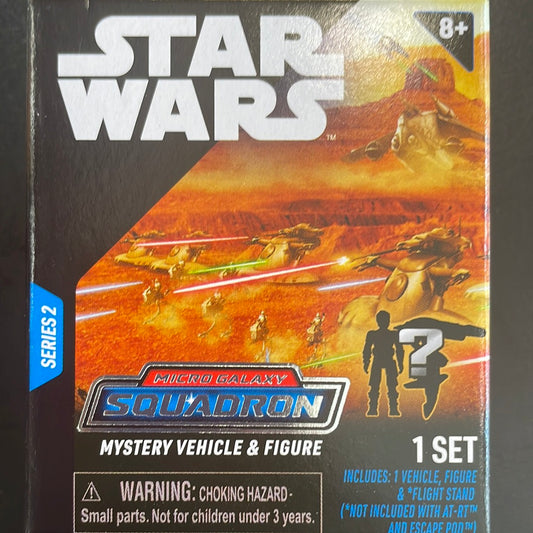 STAR
WARS
TM
8+
SERIES 2
MICRO GALAXY
SQUADRON
MYSTERY VEHICLE & FIGURE
?
1 SET
INCLUDES: 1 VEHICLE, FIGURE
& *FLIGHT STAND
(*NOT INCLUDED WITH AT-RT™
AND ESCAPE POD™)
WARNING: CHOKING HAZARD -
Small parts. Not for children under 3 years.